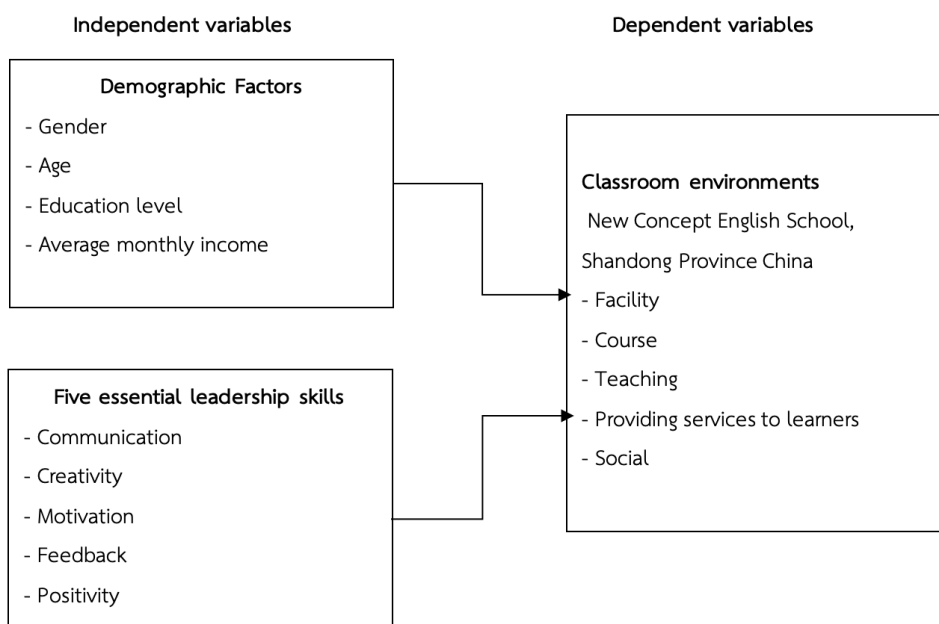 Independent variables
Dependent variables
Demographic Factors
- Gender
- Age
- Education level
- Average monthly income
Five essential leadership skills
- Communication
- Creativity
- Motivation
- Feedback
- Positivity
Classroom environments
New Concept English School,
Shandong Province China
- Facility
- Course
- Teaching
- Providing services to learners
- Social